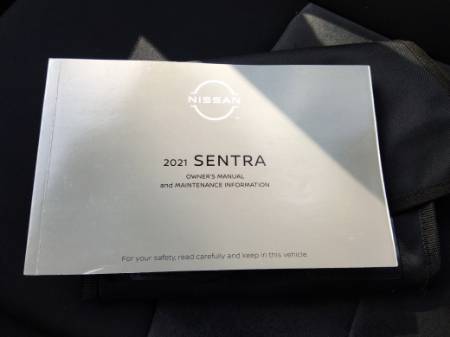 NISSAN
2021 SENTRA
OWNER'S MANUAL
and MAINTENANCE INFORMATION
For your safety, read carefully and keep in this vehicle.